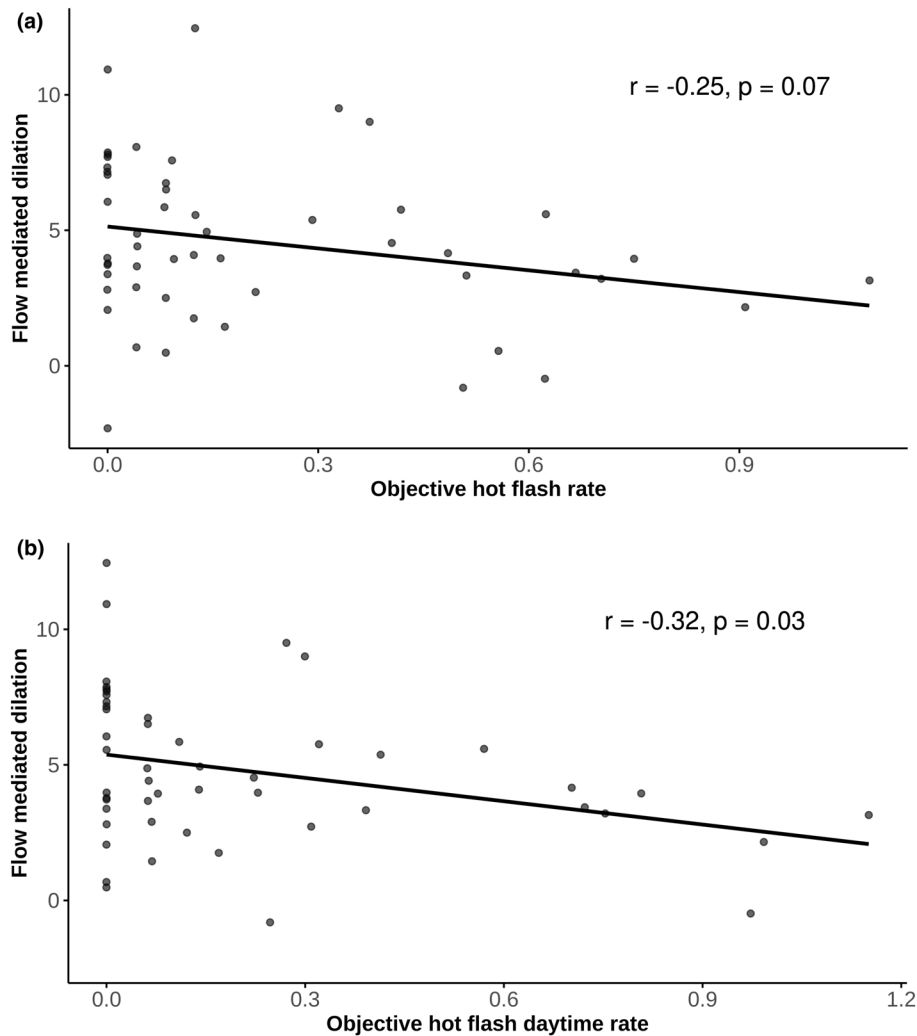 (a)
r = -0.25, p = 0.07
Flow mediated dilation
10
5
0
0.0 0.3 0.6 0.9
Objective hot flash rate
(b)
r = -0.32, p = 0.03
Flow mediated dilation
10
5
0
0.0 0.3 0.6 0.9 1.2
Objective hot flash daytime rate